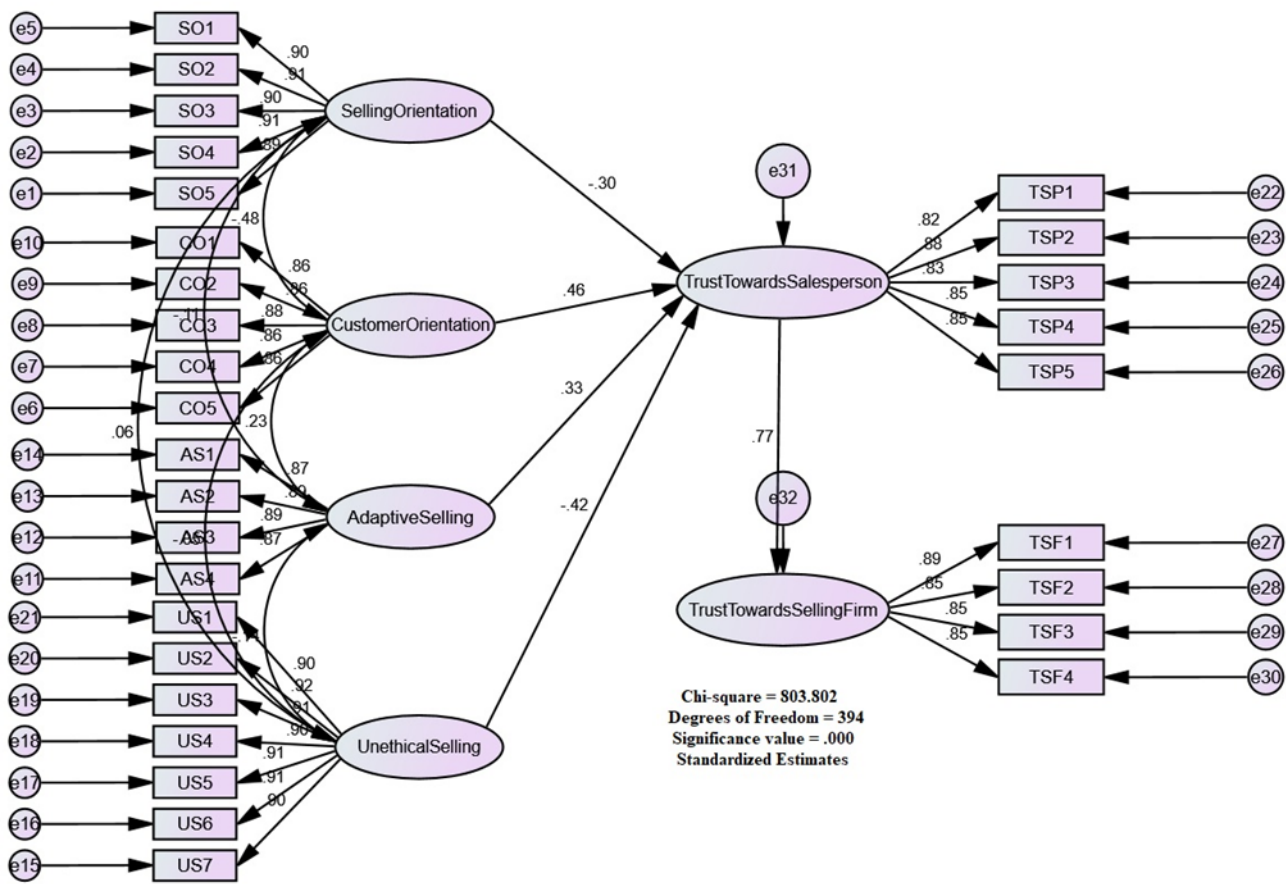 e5 SO1
.90
e4 SO2
.91
e3 SO3 .90 SellingOrientation
.91
e2 SO4 .89
e1 SO5
-.30
e31
e22 TSP1
.82
-.48
e10 CO1
e23 TSP2
.88
.86
e9 CO2
.86
e24 TSP3
.83
TrustTowardsSalesperson
.46
-.11
e8 CO3 .88 CustomerOrientation
.86
e25 TSP4
.85
.85
e7 CO4 .86
e26 TSP5
e6 CO5
.33
.23
.06
.77
e14 AS1
.87
e13 AS2 .89
e32
-.42
.89
AdaptiveSelling
e12 AS3
.87
e27 TSF1
.89
e11 AS4
e28 TSF2
.85
e21 US1
TrustTowardsSellingFirm
.85
e29 TSF3
.85
e20 US2
.90
e30 TSF4
.92
e19 US3
.91
.90
e18 US4
UnethicalSelling
.91
e17 US5
.91
e16 US6 .90
e15 US7
Chi-square = 803.802
Degrees of Freedom = 394
Significance value = .000
Standardized Estimates